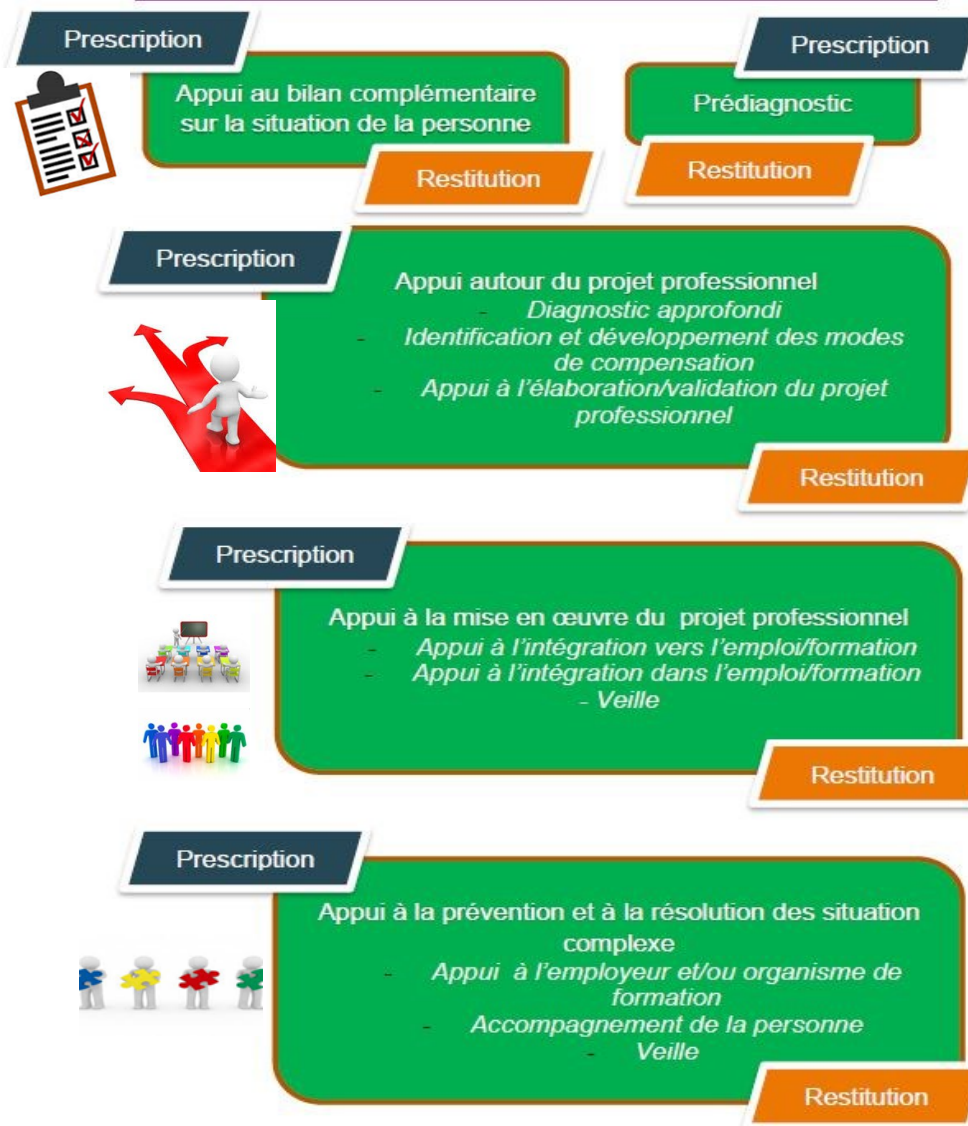 Prescription
Appui au bilan complémentaire
sur la situation de la personne
Restitution
Prescription
Prédiagnostic
Restitution
Prescription
Appui autour du projet professionnel
- Diagnostic approfondi
- Identification et développement des modes
de compensation
- Appui à l'élaboration/validation du projet
professionnel
Restitution
Prescription
Appui à la mise en œuvre du projet professionnel
- Appui à l'intégration vers l'emploi/formation
- Appui à l'intégration dans l'emploi/formation
- Veille
Restitution
Prescription
Appui à la prévention et à la résolution des situation
complexe
- Appui à l'employeur et/ou organisme de
formation
- Accompagnement de la personne
- Veille
Restitution